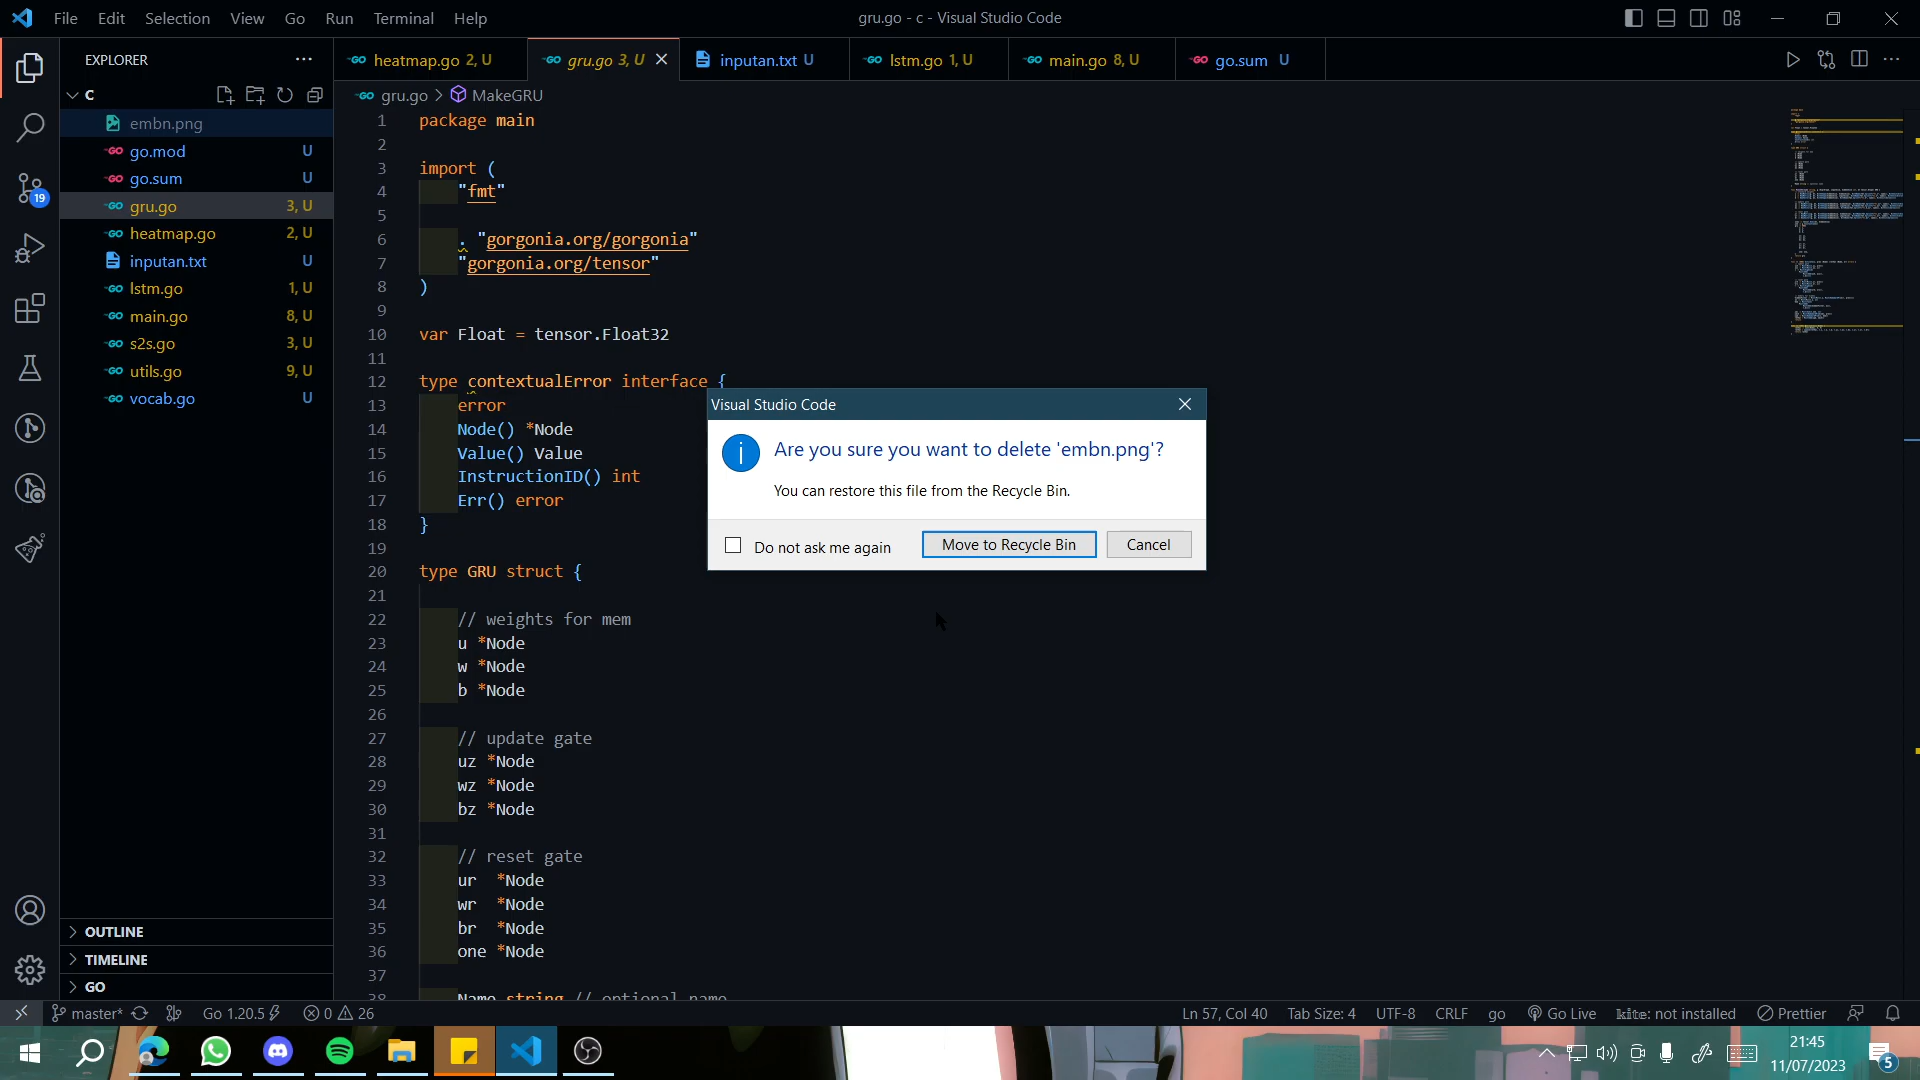 File Edit Selection View Go Run Terminal Help
gru.go - c - Visual Studio Code
EXPLORER
heatmap.go 2, U
gru.go 3, U
inputan.txt U
lstm.go 1, U
main.go 8, U
go.sum U
C
embn.png
go.mod U
go.sum U
gru.go 3, U
heatmap.go 2, U
inputan.txt U
lstm.go 1, U
main.go 8, U
s2s.go 3, U
utils.go 9, U
vocab.go U
OUTLINE
TIMELINE
GO
19
gru.go > MakeGRU
1 package main
2
3 import (
4 "fmt"
5
6 . "gorgonia.org/gorgonia"
7 "gorgonia.org/tensor"
8 )
9
10 var Float = tensor.Float32
11
12 type contextualError interface {
13 error
14 Node() *Node
15 Value() Value
16 InstructionID() int
17 Err() error
18 }
19
20 type GRU struct {
21
22 // weights for mem
23 u *Node
24 w *Node
25 b *Node
26
27 // update gate
28 uz *Node
29 wz *Node
30 bz *Node
31
32 // reset gate
33 ur *Node
34 wr *Node
35 br *Node
36 one *Node
37
38 Name string // optional name
Visual Studio Code
Are you sure you want to delete 'embn.png'?
You can restore this file from the Recycle Bin.
Do not ask me again
Move to Recycle Bin
Cancel
master* Go 1.20.5 0 26
Ln 57, Col 40 Tab Size: 4 UTF-8 CRLF go Go Live kite: not installed Prettier
21:45
11/07/2023
5